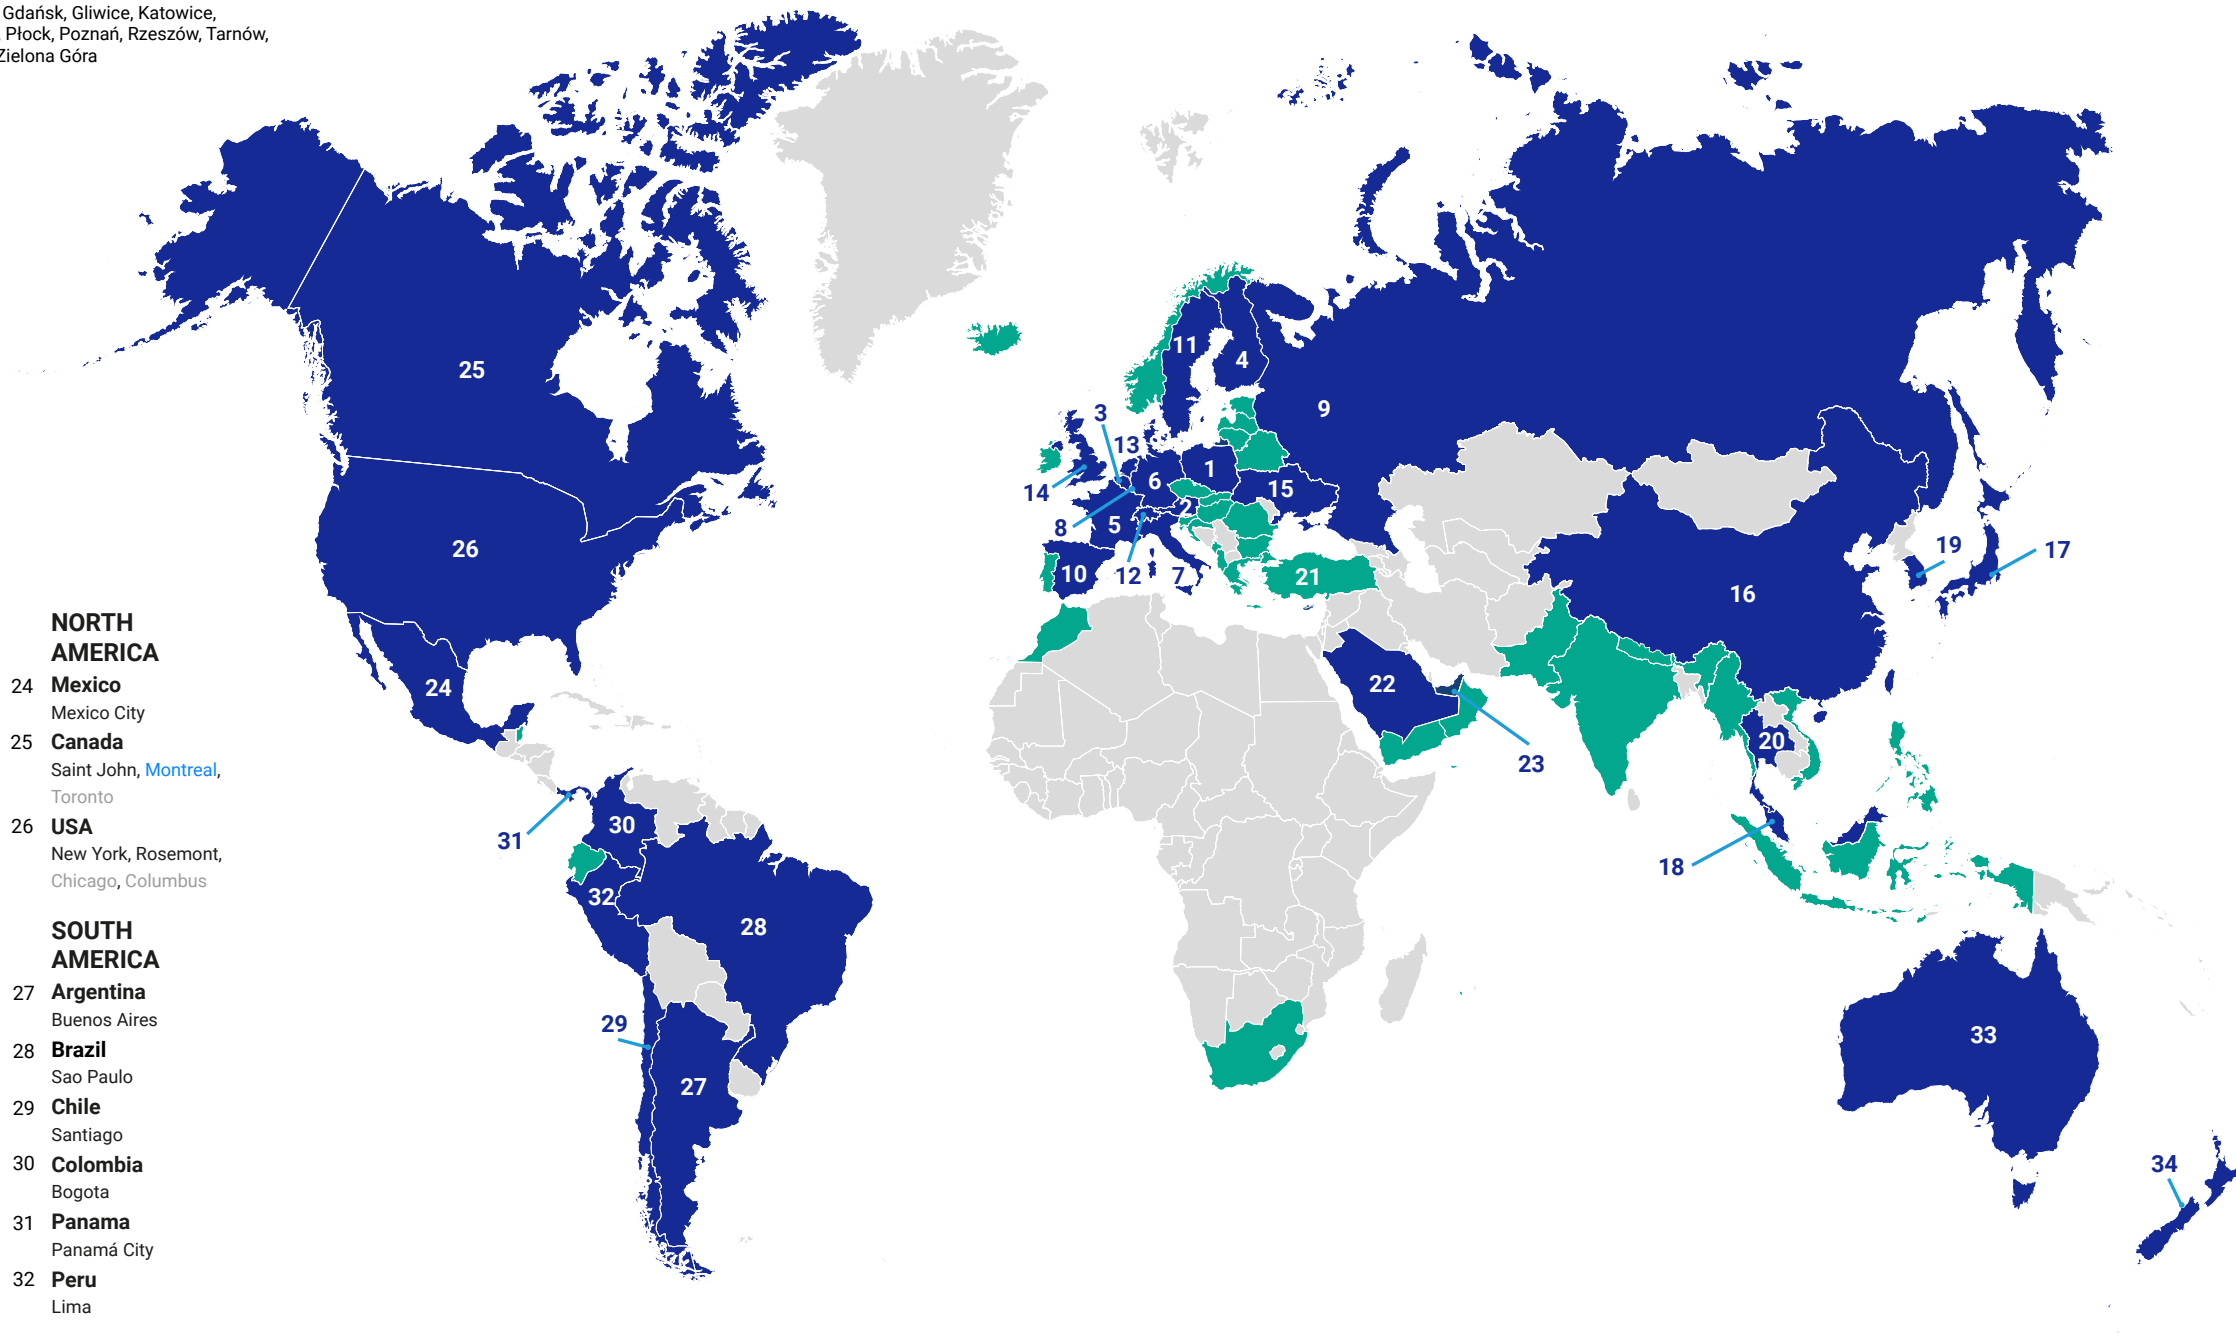 Gdańsk, Gliwice, Katowice,
, Płock, Poznań, Rzeszów, Tarnów,
Zielona Góra
NORTH
AMERICA
24 Mexico
Mexico City
25 Canada
Saint John, Montreal,
Toronto
26 USA
New York, Rosemont,
Chicago, Columbus
SOUTH
AMERICA
27 Argentina
Buenos Aires
28 Brazil
Sao Paulo
29 Chile
Santiago
30 Colombia
Bogota
31 Panama
Panamá City
32 Peru
Lima
25
11
4
3
9
13
1
6
14
15
2
8
5
26
19
17
10
12
7
21
16
24
22
20
23
30
31
18
32
28
29
33
27
34